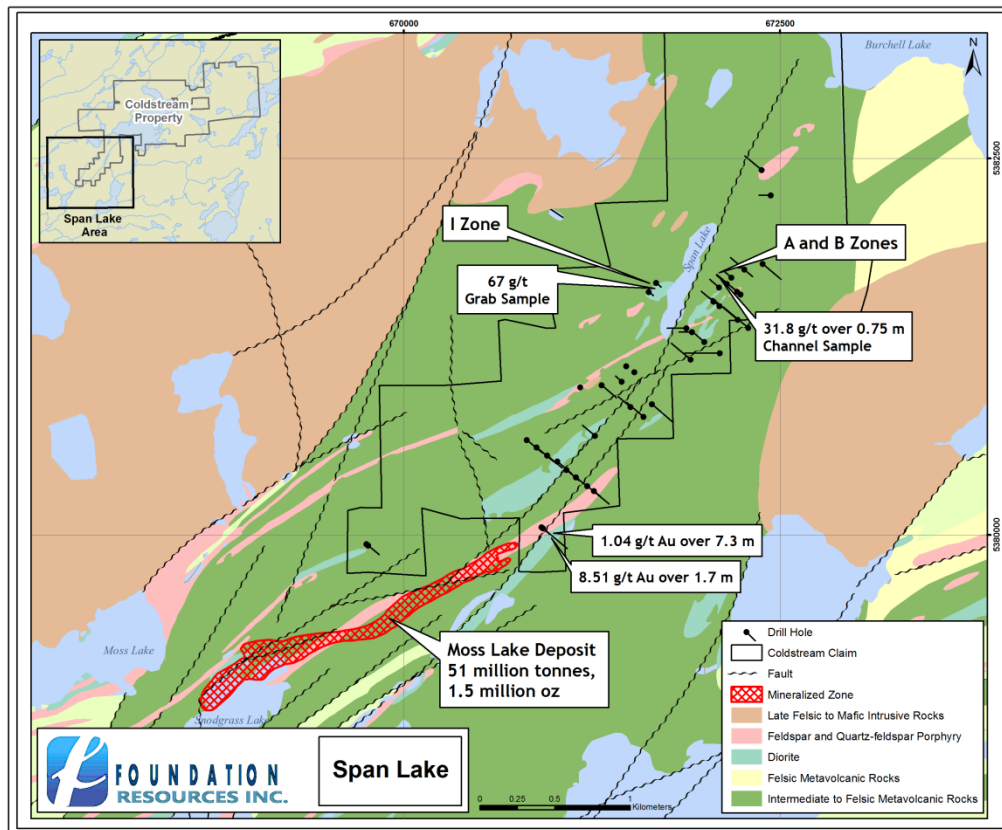 670000
672500
Burchell Lake
N
Coldstream
Property
Span Lake
Area
5382500
I Zone
Span Lake
A and B Zones
67 g/t
Grab Sample
31.8 g/t over 0.75 m
Channel Sample
5380000
1.04 g/t Au over 7.3 m
8.51 g/t Au over 1.7 m
Moss Lake
Moss Lake Deposit
51 million tonnes,
1.5 million oz
Snodgrass Lake
Drill Hole
Coldstream Claim
Fault
Mineralized Zone
Late Felsic to Mafic Intrusive Rocks
Feldspar and Quartz-feldspar Porphyry
Diorite
Felsic Metavolcanic Rocks
Intermediate to Felsic Metavolcanic Rocks
FOUNDATION
RESOURCES INC.
Span Lake
0 0.25 0.5 1
Kilometers